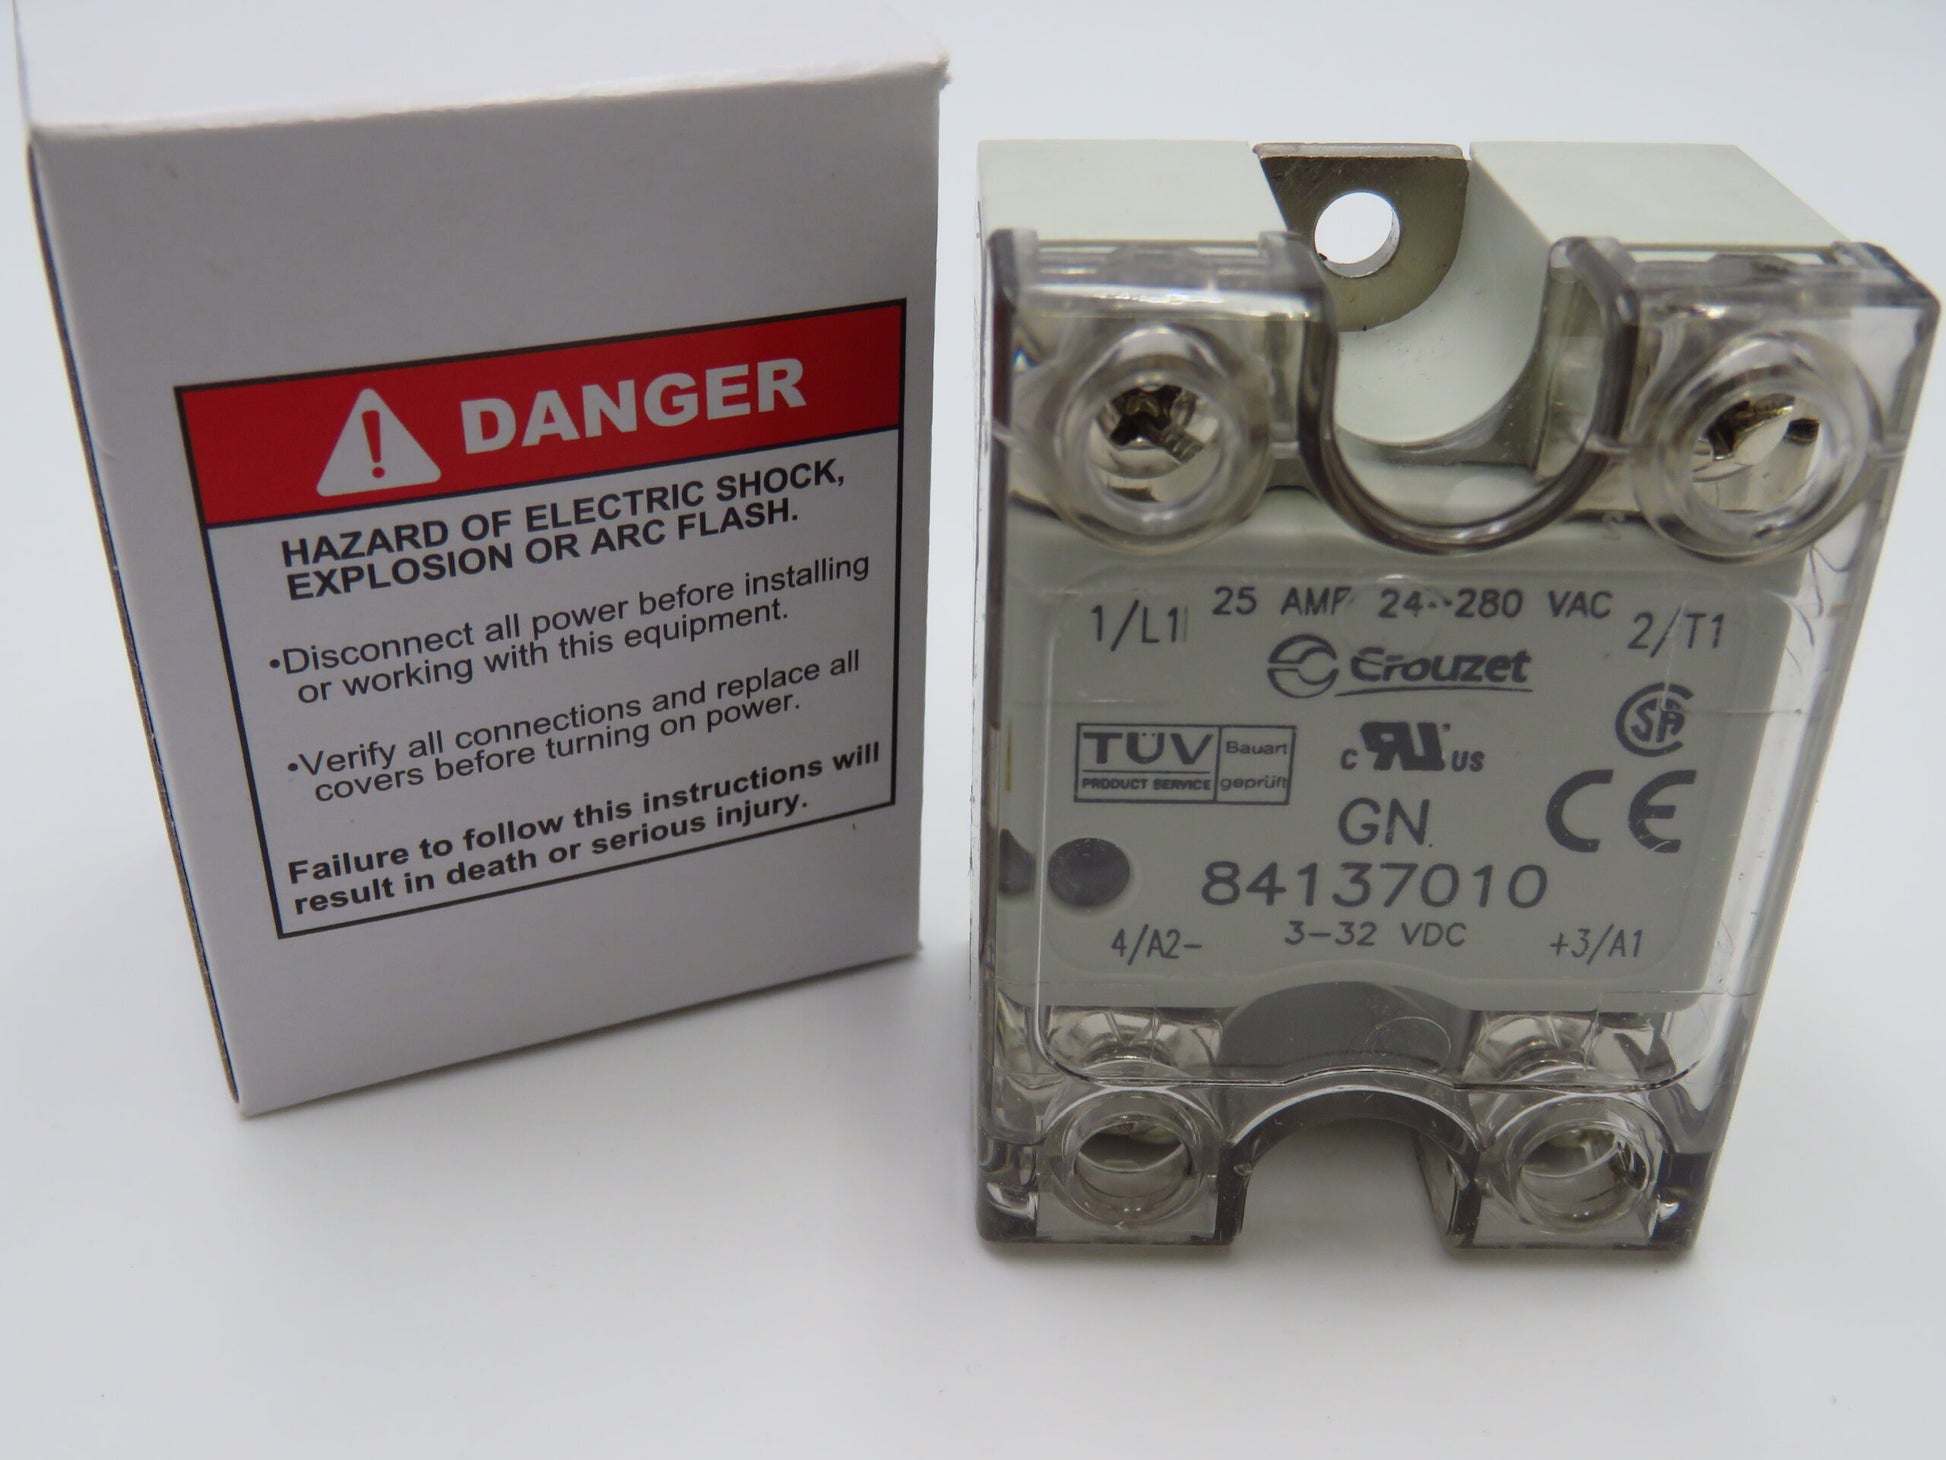 DANGER
HAZARD OF ELECTRIC SHOCK,
EXPLOSION OR ARC FLASH.
•Disconnect all power before installing
or working with this equipment.
•Verify all connections and replace all
covers before turning on power.
Failure to follow this instructions will
result in death or serious injury.
1/L1 25 AMP 24-280 VAC 2/T1
Crouzet
SA
TÜV Bauart
PRODUCT SERVICE geprüft
c RU US
CE
GN.
84137010
4/A2- 3-32 VDC +3/A1